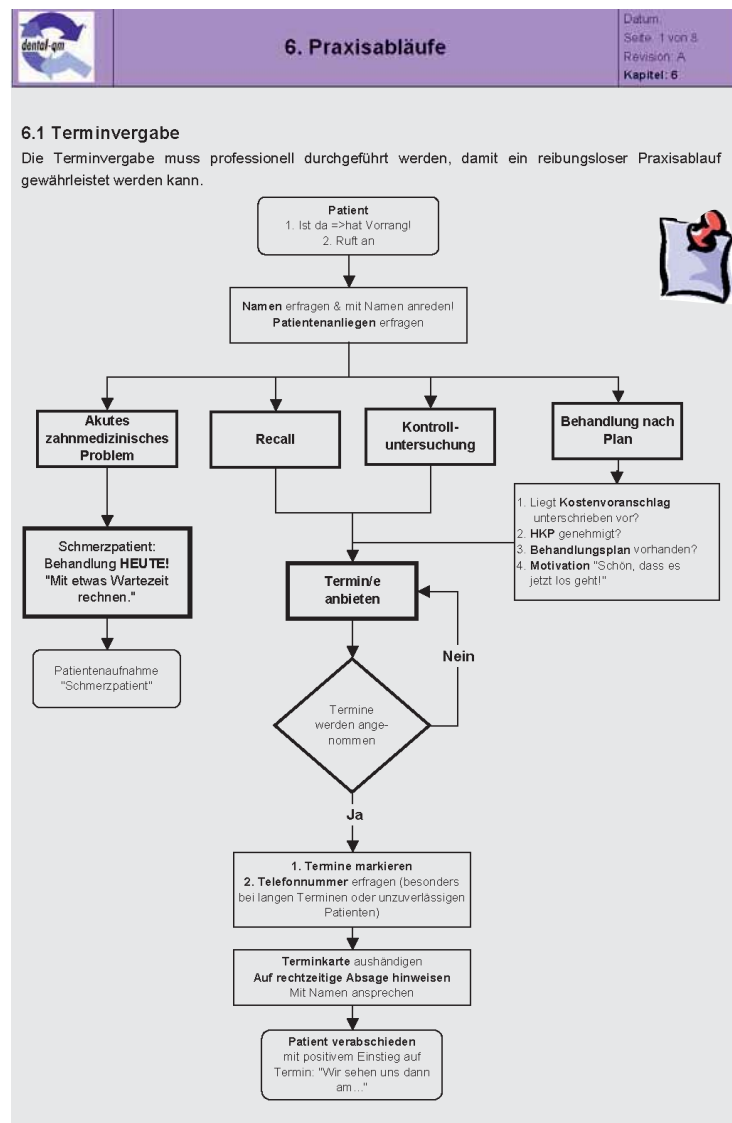 dental-qm
6. Praxisabläufe
Datum:
Seite: 1 von 8
Revision: A
Kapitel: 6
6.1 Terminvergabe
Die Terminvergabe muss professionell durchgeführt werden, damit ein reibungsloser Praxisablauf
gewährleistet werden kann.
Patient
1. Ist da =>hat Vorrang!
2. Ruft an
Namen erfragen & mit Namen anreden!
Patientenanliegen erfragen
Akutes
zahnmedizinisches
Problem
Recall
Kontroll-
untersuchung
Behandlung nach
Plan
1. Liegt Kostenvoranschlag
unterschrieben vor?
2. HKP genehmigt?
3. Behandlungsplan vorhanden?
4. Motivation "Schön, dass es
jetzt los geht!"
Schmerzpatient:
Behandlung HEUTE!
"Mit etwas Wartezeit
rechnen."
Termin/e
anbieten
Patientenaufnahme
"Schmerzpatient"
Nein
Termine
werden ange-
nommen
Ja
1. Termine markieren
2. Telefonnummer erfragen (besonders
bei langen Terminen oder unzuverlässigen
Patienten)
Terminkarte aushändigen
Auf rechtzeitige Absage hinweisen
Mit Namen ansprechen
Patient verabschieden
mit positivem Einstieg auf
Termin: "Wir sehen uns dann
am..."